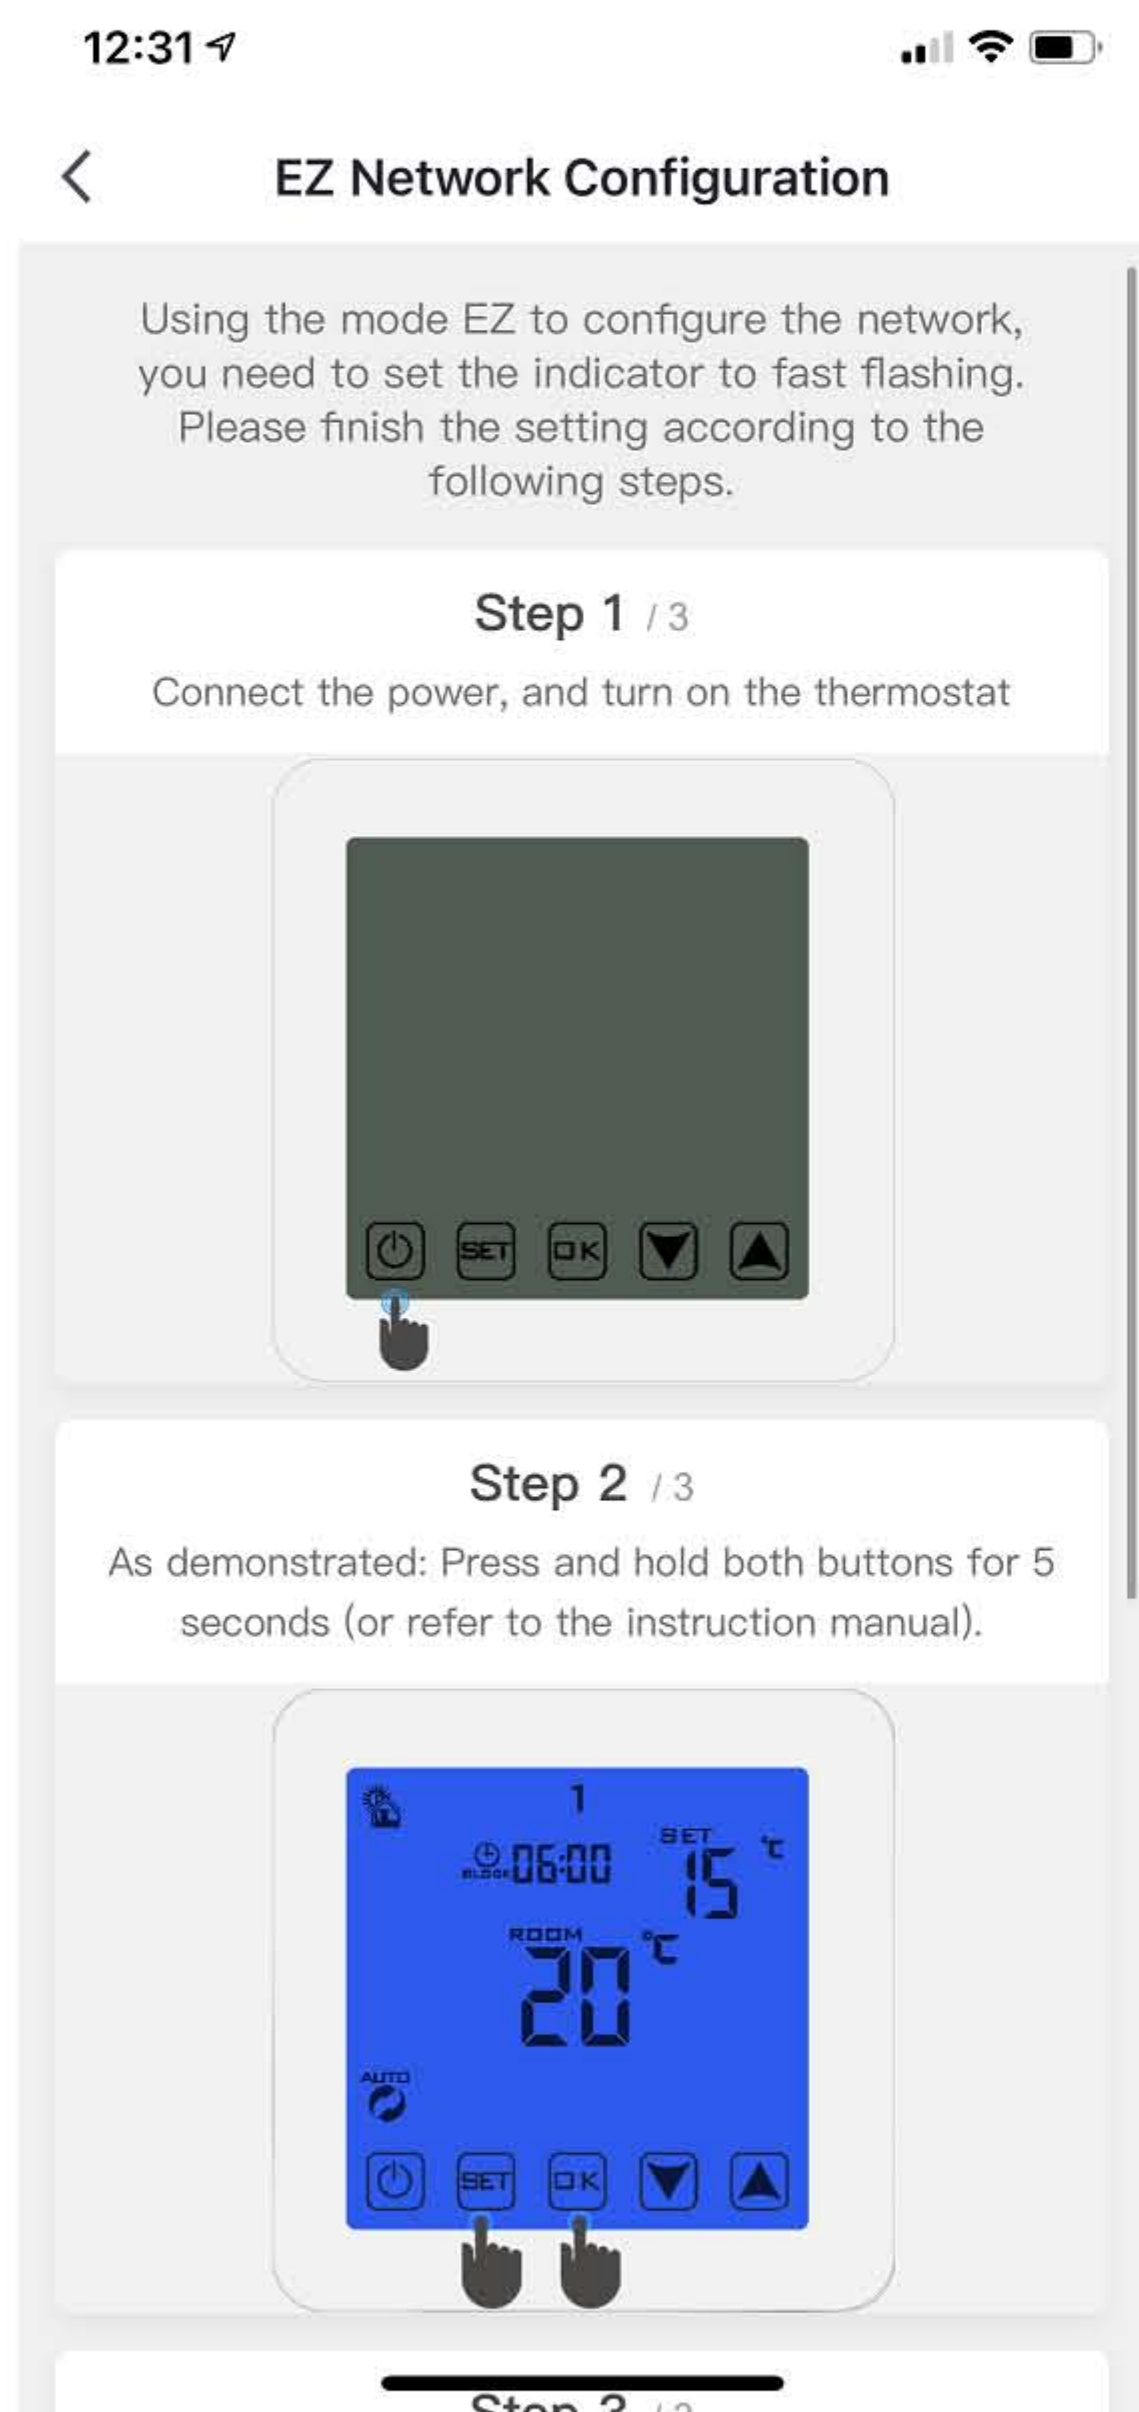 12:31
EZ Network Configuration
Using the mode EZ to configure the network,
you need to set the indicator to fast flashing.
Please finish the setting according to the
following steps.
Step 1 / 3
Connect the power, and turn on the thermostat
SET OK
Step 2 / 3
As demonstrated: Press and hold both buttons for 5
seconds (or refer to the instruction manual).
1
SET
06:00 15 °C
ROOM
20 °C
AUTO
SET OK
Step 3 / 3